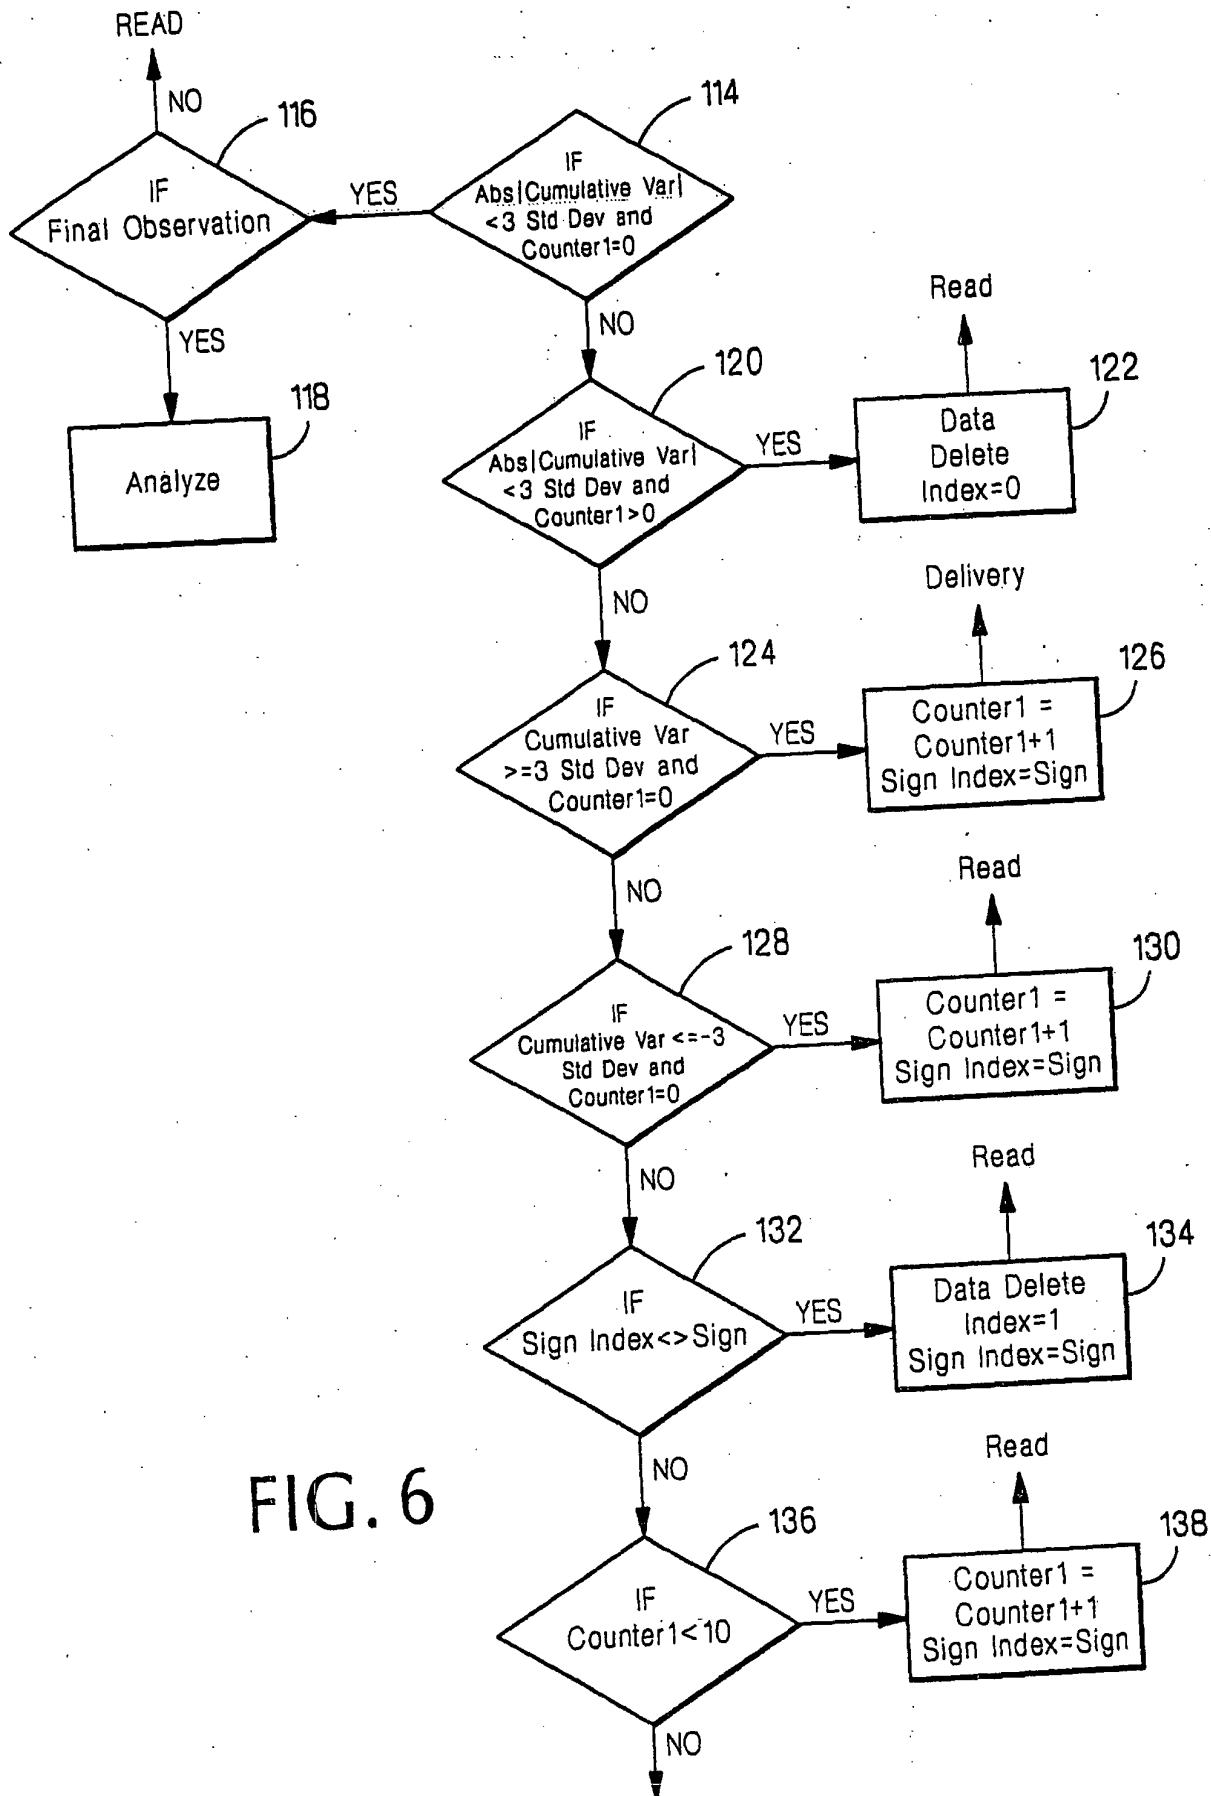 READ
NO
116
114
IF
Final Observation
YES
IF
Abs|Cumulative Var|
<3 Std Dev and
Counter1=0
YES
NO
118
Analyze
Read
120
122
IF
Abs|Cumulative Var|
<3 Std Dev and
Counter1>0
YES
Data
Delete
Index=0
NO
Delivery
124
126
IF
Cumulative Var
>=3 Std Dev and
Counter1=0
YES
Counter1 =
Counter1+1
Sign Index=Sign
NO
Read
128
130
IF
Cumulative Var <=-3
Std Dev and
Counter1=0
YES
Counter1 =
Counter1+1
Sign Index=Sign
NO
Read
132
134
IF
Sign Index<>Sign
YES
Data Delete
Index=1
Sign Index=Sign
NO
Read
136
138
IF
Counter1<10
YES
Counter1 =
Counter1+1
Sign Index=Sign
NO
FIG. 6